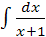 ∫ dx/(x+1)